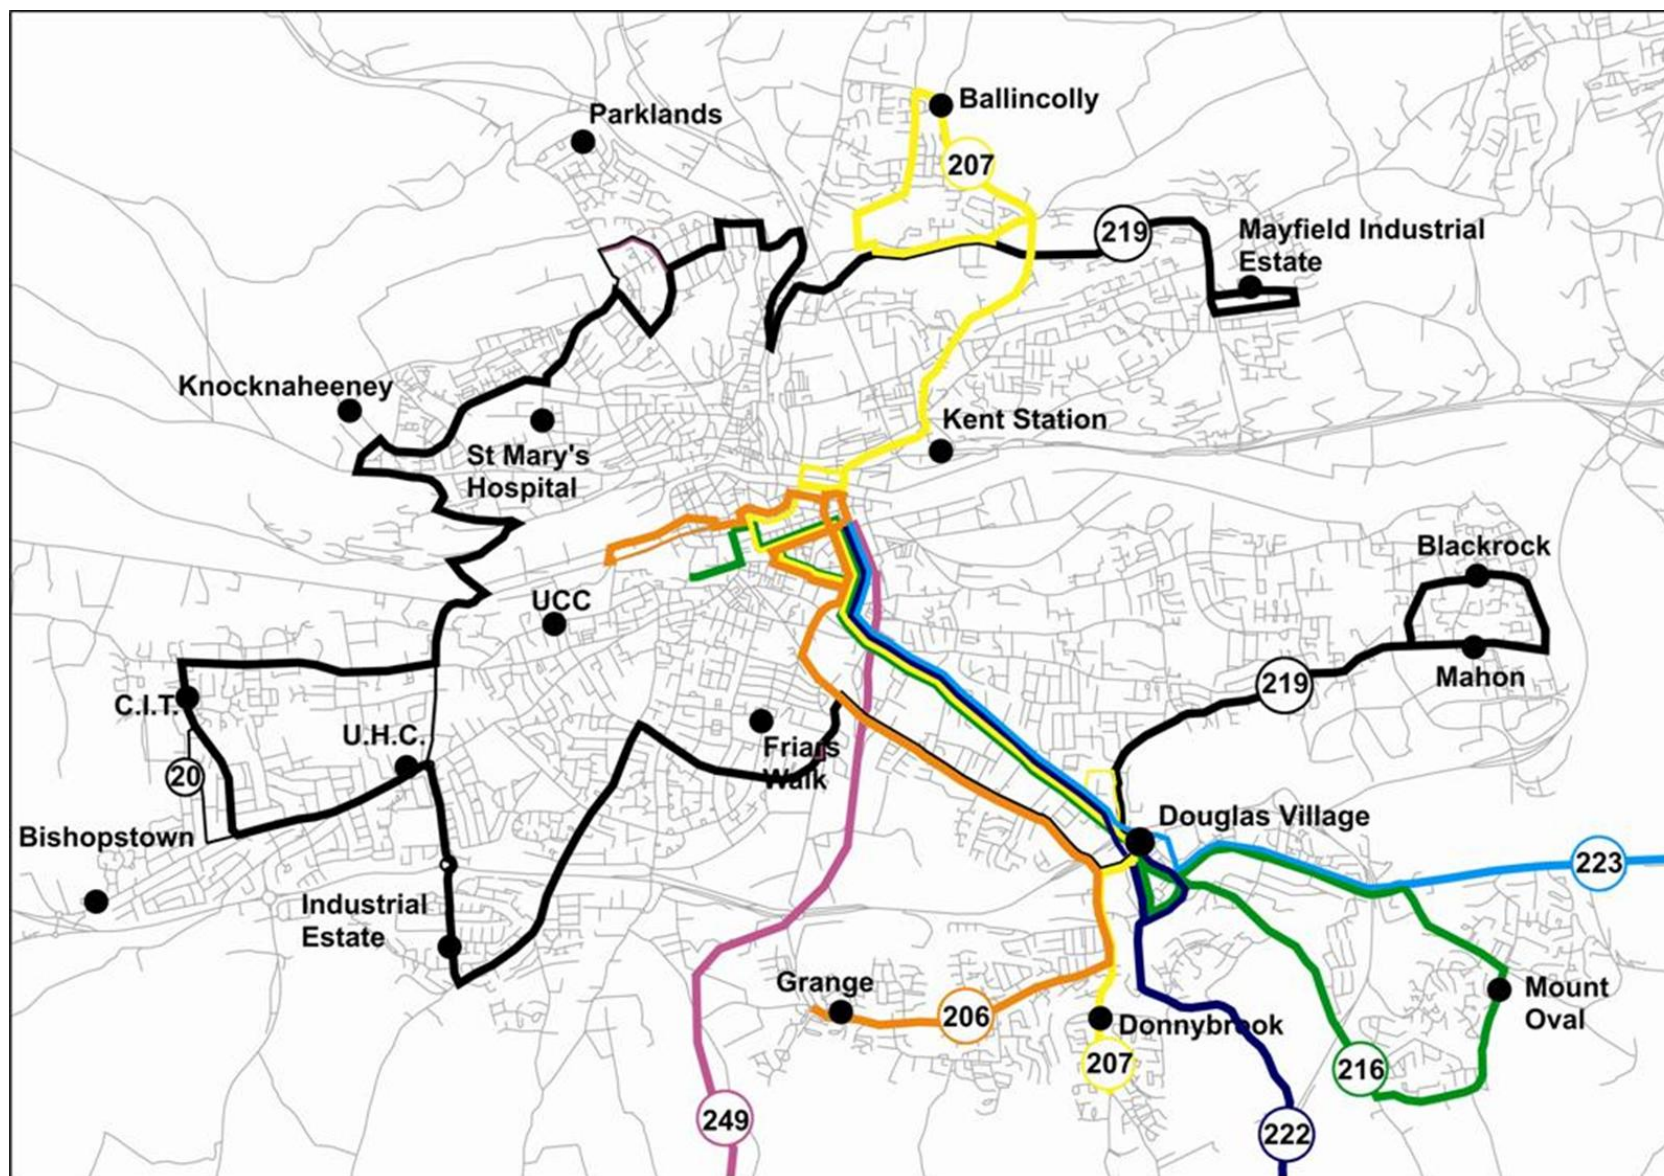 Parklands
Ballincolly
207
219
Mayfield Industrial
Estate
Knocknaheeney
St Mary's
Hospital
Kent Station
Blackrock
UCC
Mahon
219
C.I.T.
U.H.C.
Friars
Walk
20
Bishopstown
Douglas Village
223
Industrial
Estate
Grange
206
Donnybrook
Mount
Oval
207
216
249
222